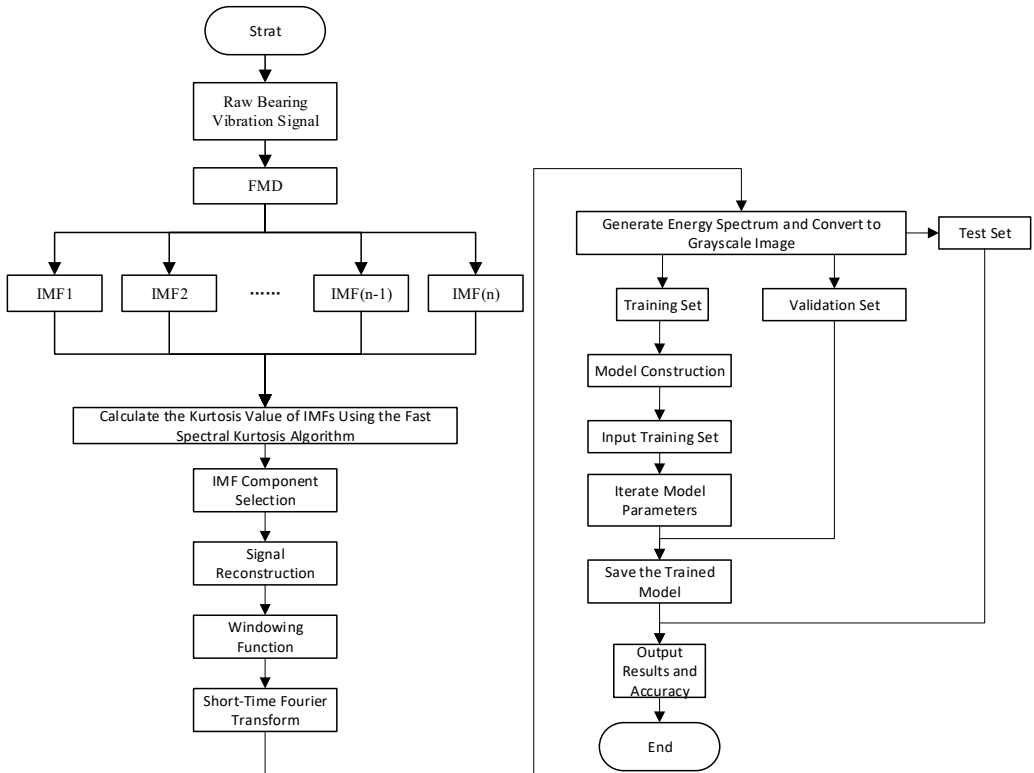 Strat
Raw Bearing
Vibration Signal
FMD
IMF1
IMF2
......
IMF(n-1)
IMF(n)
Calculate the Kurtosis Value of IMFs Using the Fast
Spectral Kurtosis Algorithm
IMF Component
Selection
Signal
Reconstruction
Windowing
Function
Short-Time Fourier
Transform
Generate Energy Spectrum and Convert to
Grayscale Image
Test Set
Training Set
Validation Set
Model Construction
Input Training Set
Iterate Model
Parameters
Save the Trained
Model
Output
Results and
Accuracy
End